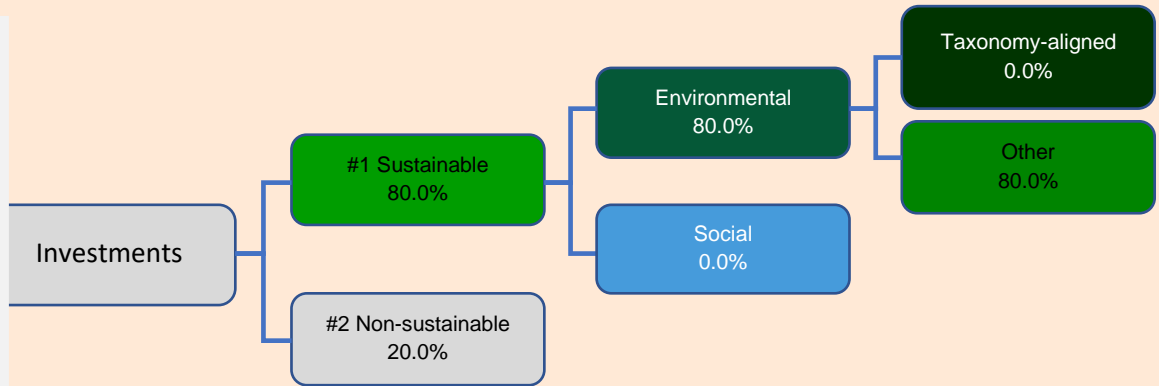 Investments
#1 Sustainable
80.0%
#2 Non-sustainable
20.0%
Environmental
80.0%
Social
0.0%
Taxonomy-aligned
0.0%
Other
80.0%